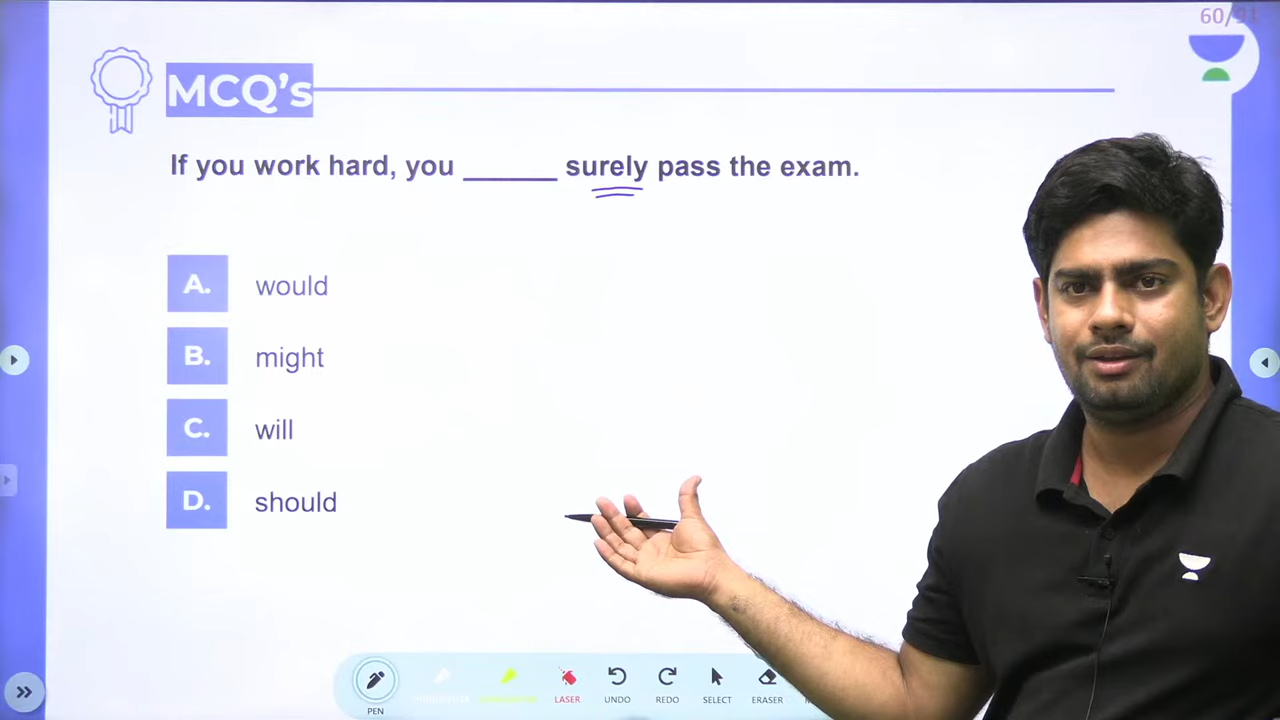 60/91
MCQ's
If you work hard, you ______ surely pass the exam.
A. would
B. might
C. will
D. should
PEN
LASER
UNDO
REDO
SELECT
ERASER